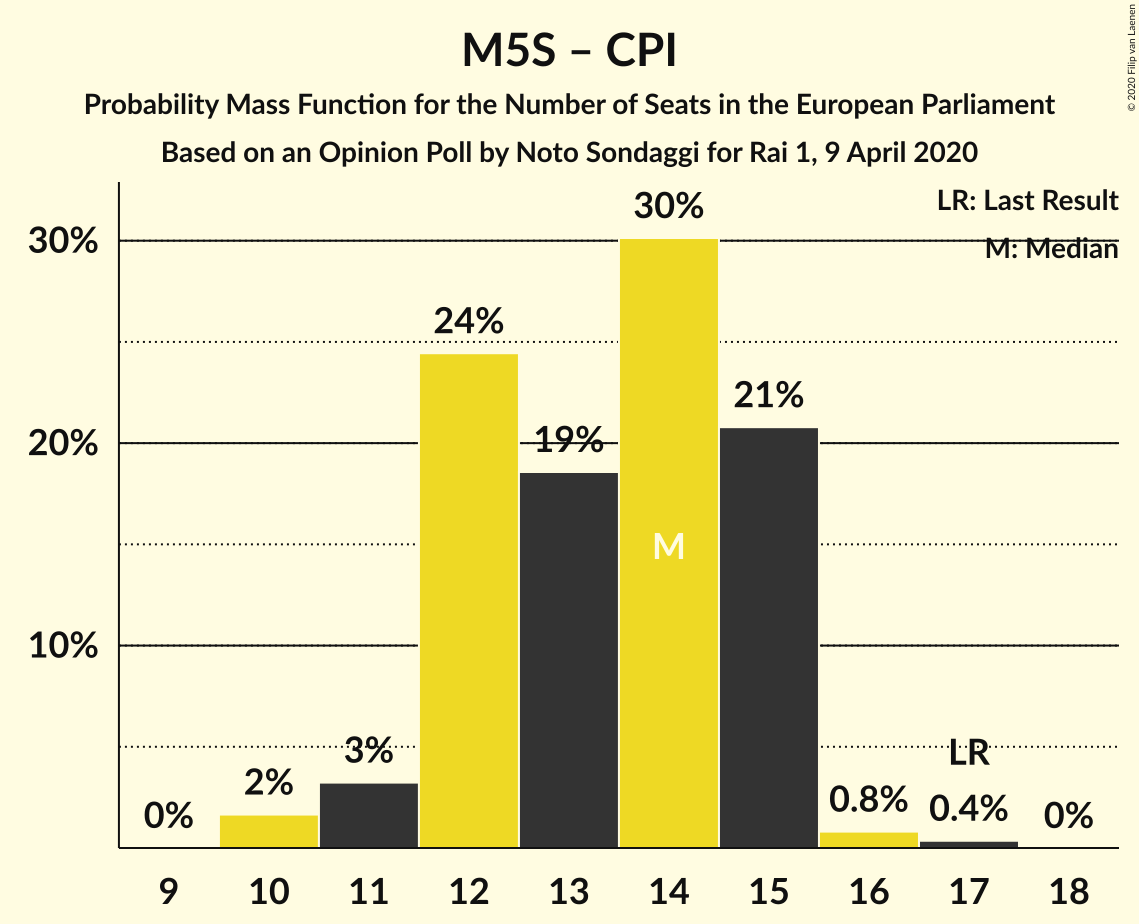 M5S – CPI
Probability Mass Function for the Number of Seats in the European Parliament
Based on an Opinion Poll by Noto Sondaggi for Rai 1, 9 April 2020
© 2020 Filip van Laenen
LR: Last Result
M: Median
30%
20%
10%
0%
2%
3%
24%
19%
30%
M
21%
0.8%
LR
0.4%
0%
9 10 11 12 13 14 15 16 17 18